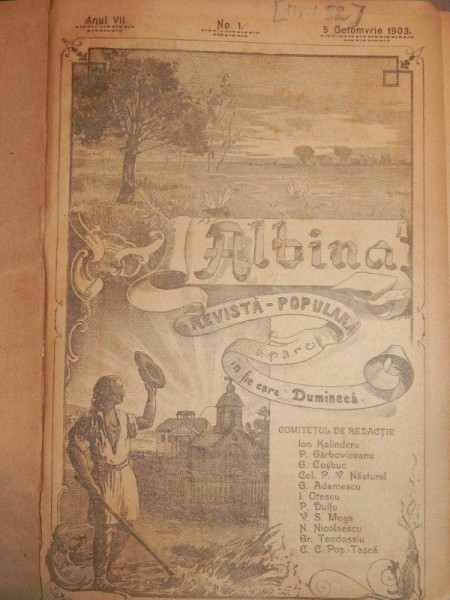 Anul VII. No. 1. 5 Octomvrie 1903.
Albina
REVISTĂ-POPULARĂ
apare
în fie care Duminecă.
COMITETUL DE REDACȚIE
Ion Kalinderu
P. Gârboviceanu
G. Coșbuc
Col. P. V. Năsturel
G. Adamescu
I. Otescu
P. Dulfu
V. S. Moga
N. Nicolaescu
Gr. Teodossiu
C. C. Pop.-Tașcă.